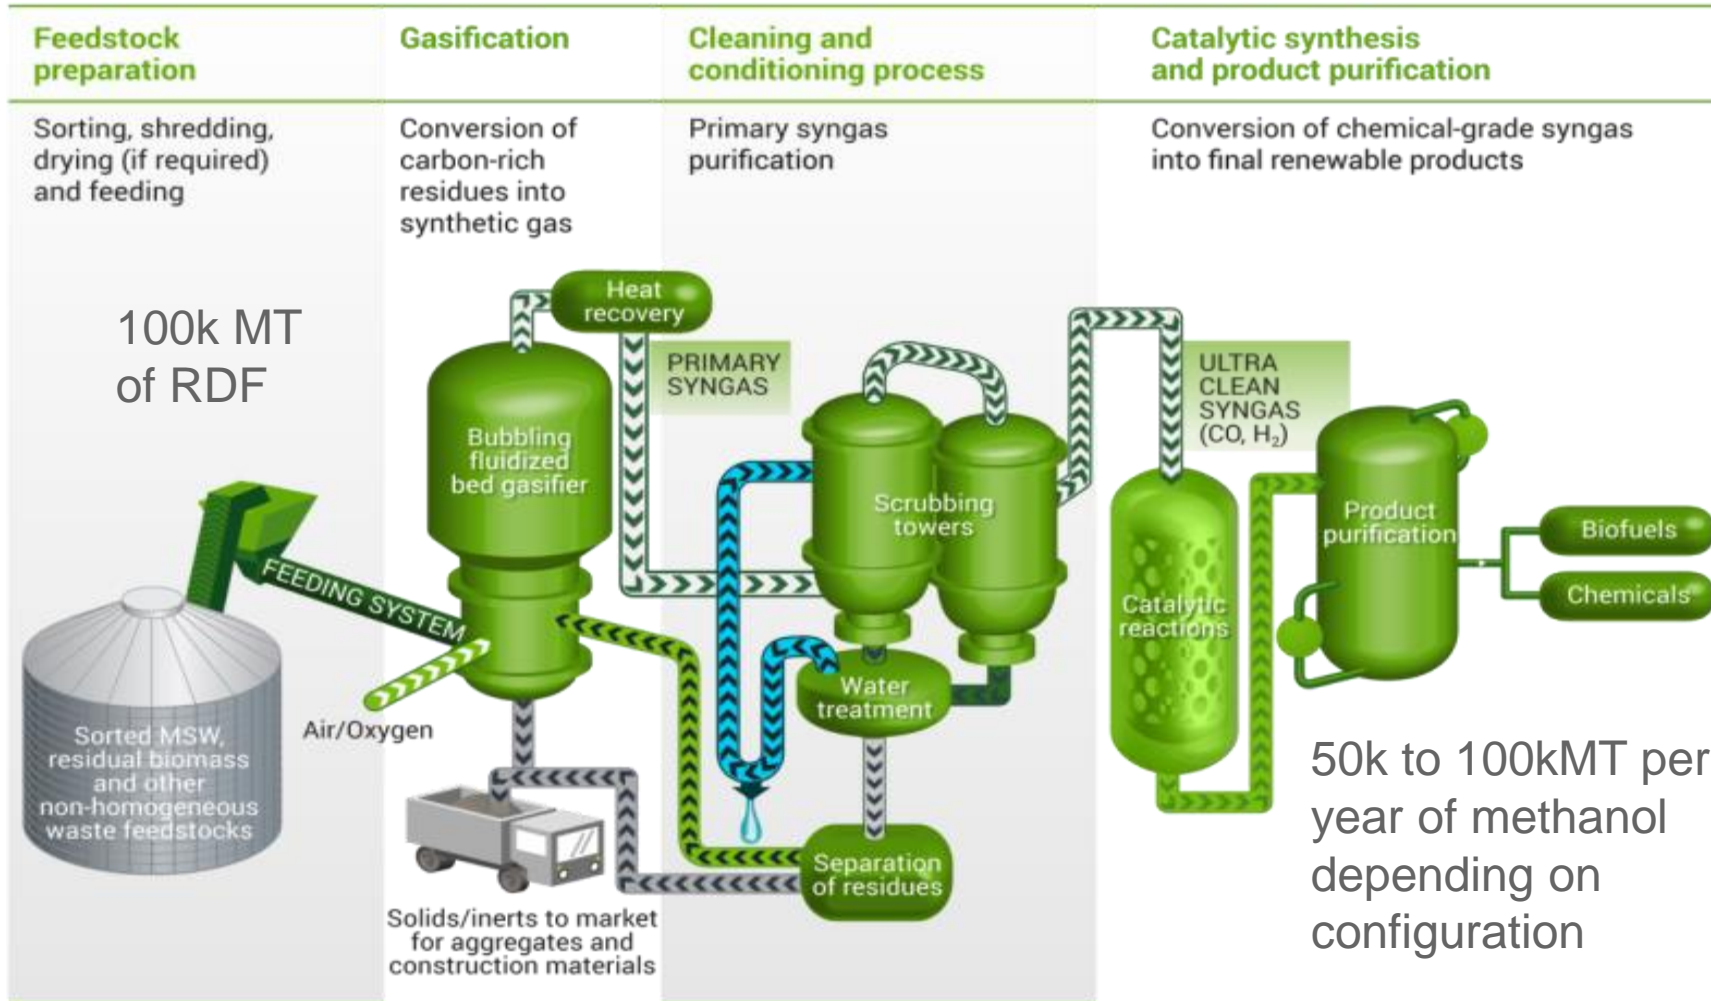 Feedstock
preparation
Gasification
Cleaning and
conditioning process
Catalytic synthesis
and product purification
Sorting, shredding,
drying (if required)
and feeding
Conversion of
carbon-rich
residues into
synthetic gas
Primary syngas
purification
Conversion of chemical-grade syngas
into final renewable products
100k MT
of RDF
Heat
recovery
PRIMARY
SYNGAS
ULTRA
CLEAN
SYNGAS
(CO, H₂)
Bubbling
fluidized
bed gasifier
Scrubbing
towers
Product
purification
Biofuels
Chemicals
FEEDING SYSTEM
Catalytic
reactions
Water
treatment
Air/Oxygen
Sorted MSW,
residual biomass
and other
non-homogeneous
waste feedstocks
Separation
of residues
Solids/inerts to market
for aggregates and
construction materials
50k to 100kMT per
year of methanol
depending on
configuration